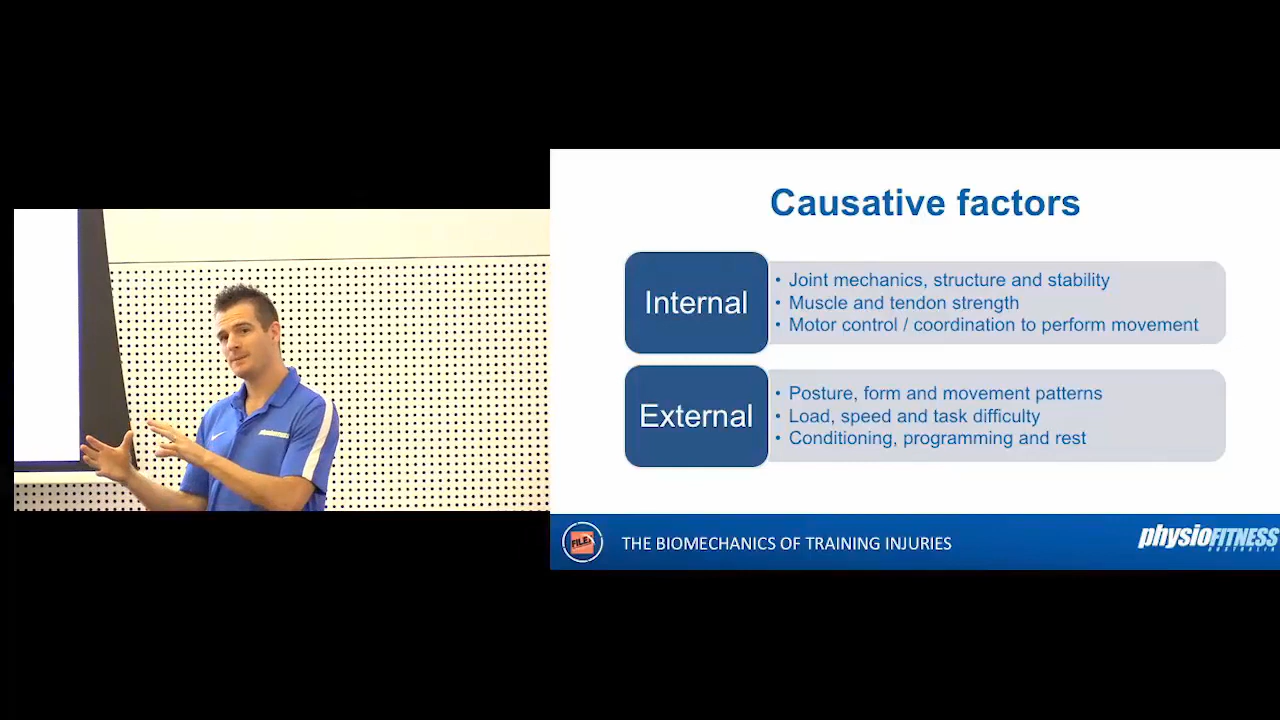 Causative factors
Internal
• Joint mechanics, structure and stability
• Muscle and tendon strength
• Motor control / coordination to perform movement
External
• Posture, form and movement patterns
• Load, speed and task difficulty
• Conditioning, programming and rest
FILEX
THE BIOMECHANICS OF TRAINING INJURIES
physioFITNESS
AUSTRALIA